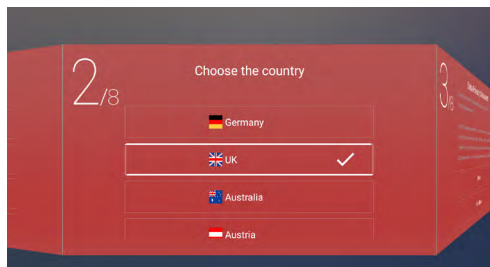 2/8
Choose the country
Germany
UK
Australia
Austria
3/8